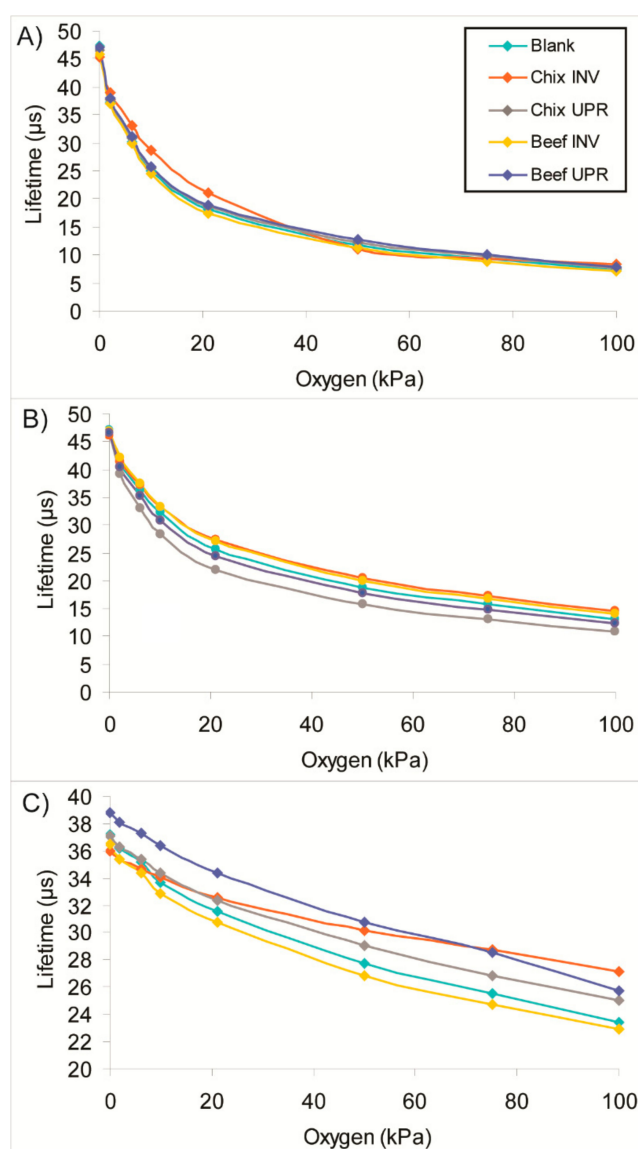 A)
Lifetime (µs)
50
45
40
35
30
25
20
15
10
5
0
0 20 40 60 80 100
Oxygen (kPa)
Blank
Chix INV
Chix UPR
Beef INV
Beef UPR
B)
Lifetime (µs)
50
45
40
35
30
25
20
15
10
5
0
0 20 40 60 80 100
Oxygen (kPa)
C)
Lifetime (µs)
40
38
36
34
32
30
28
26
24
22
20
0 20 40 60 80 100
Oxygen (kPa)